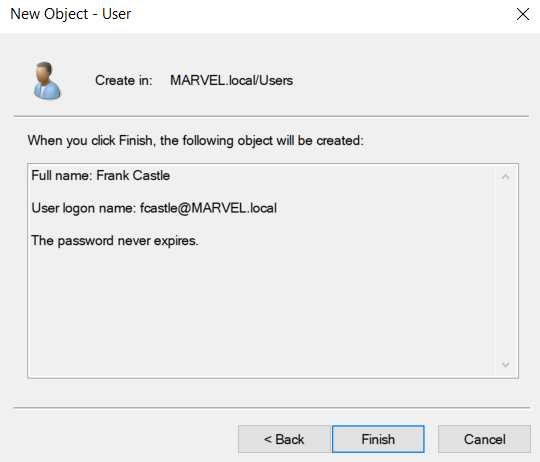 New Object - User
Create in: MARVEL.local/Users
When you click Finish, the following object will be created:
Full name: Frank Castle
User logon name: fcastle@MARVEL.local
The password never expires.
< Back Finish Cancel